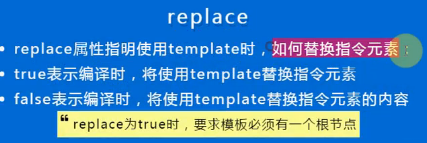 replace
• replace属性指明使用template时，如何替换指令元素：
• true表示编译时，将使用template替换指令元素
• false表示编译时，将使用template替换指令元素的内容
❝ replace为true时，要求模板必须有一个根节点